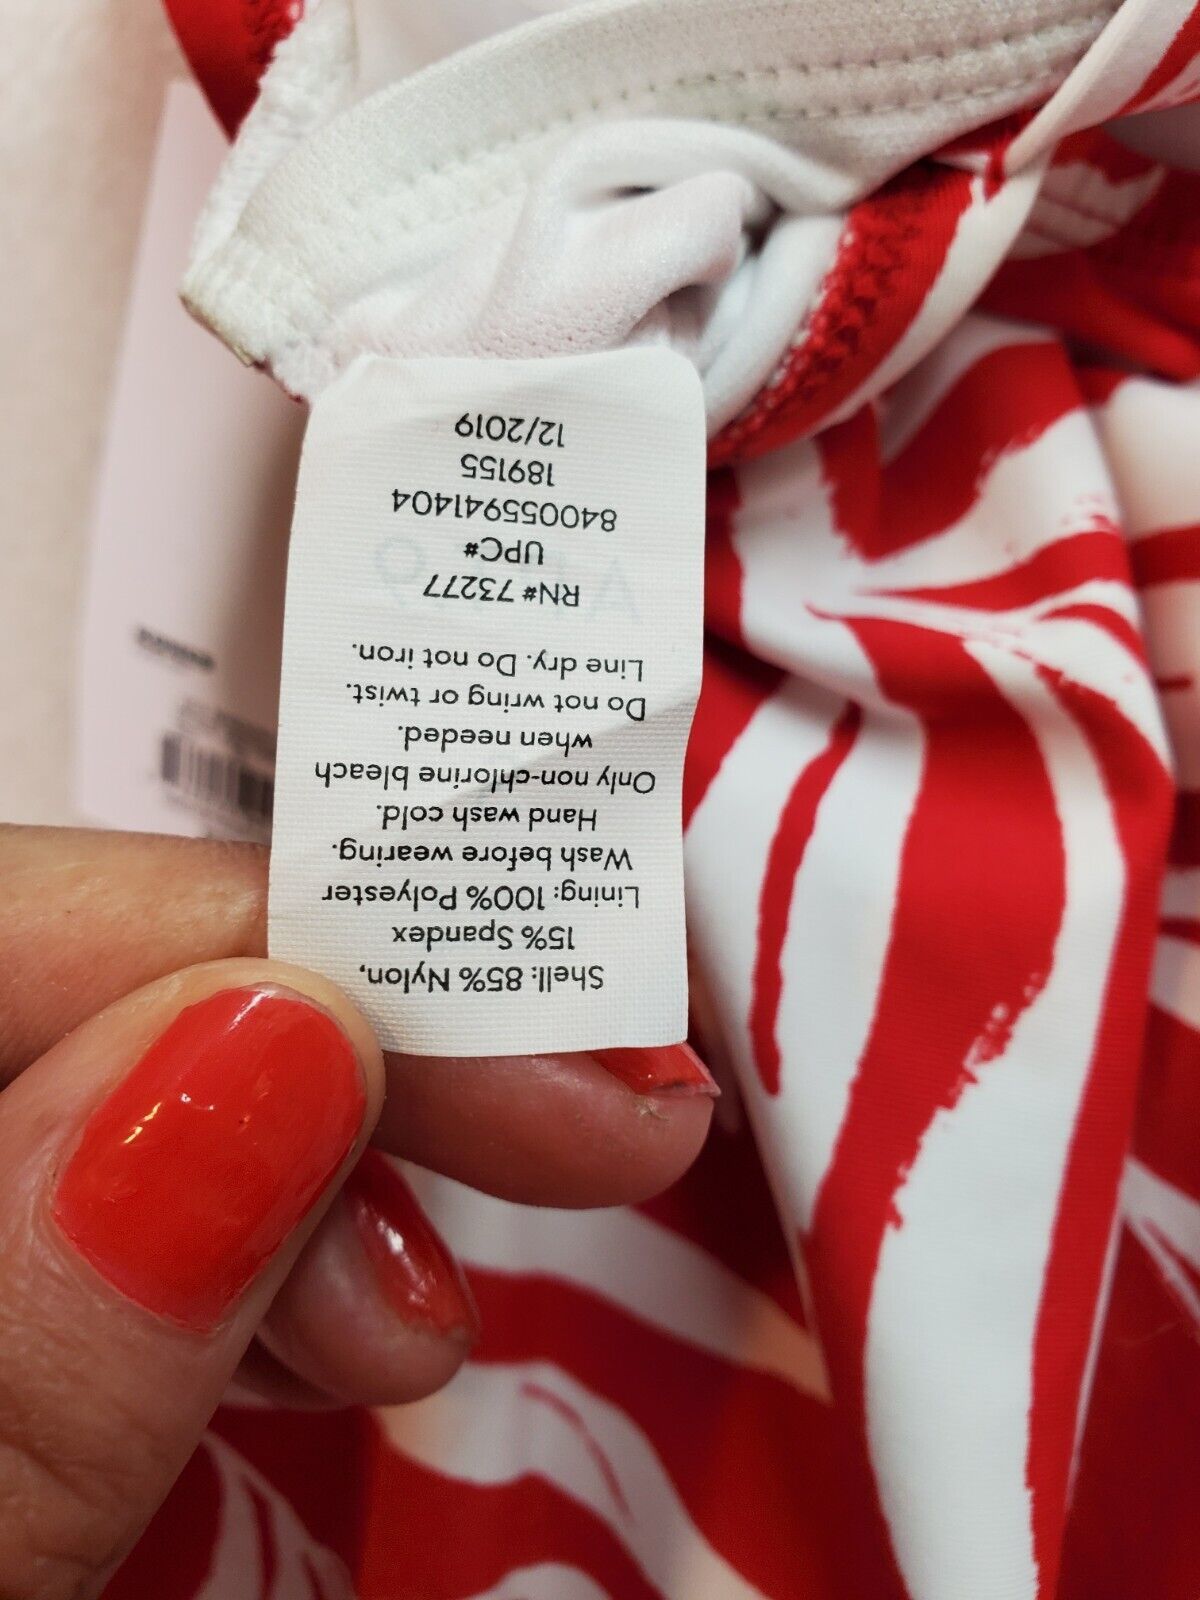 Shell: 85% Nylon,
15% Spandex
Lining: 100% Polyester
Wash before wearing.
Hand wash cold.
Only non-chlorine bleach
when needed.
Do not wring or twist.
Line dry. Do not iron.
RN# 73277
UPC#
840055941404
189155
12/2019